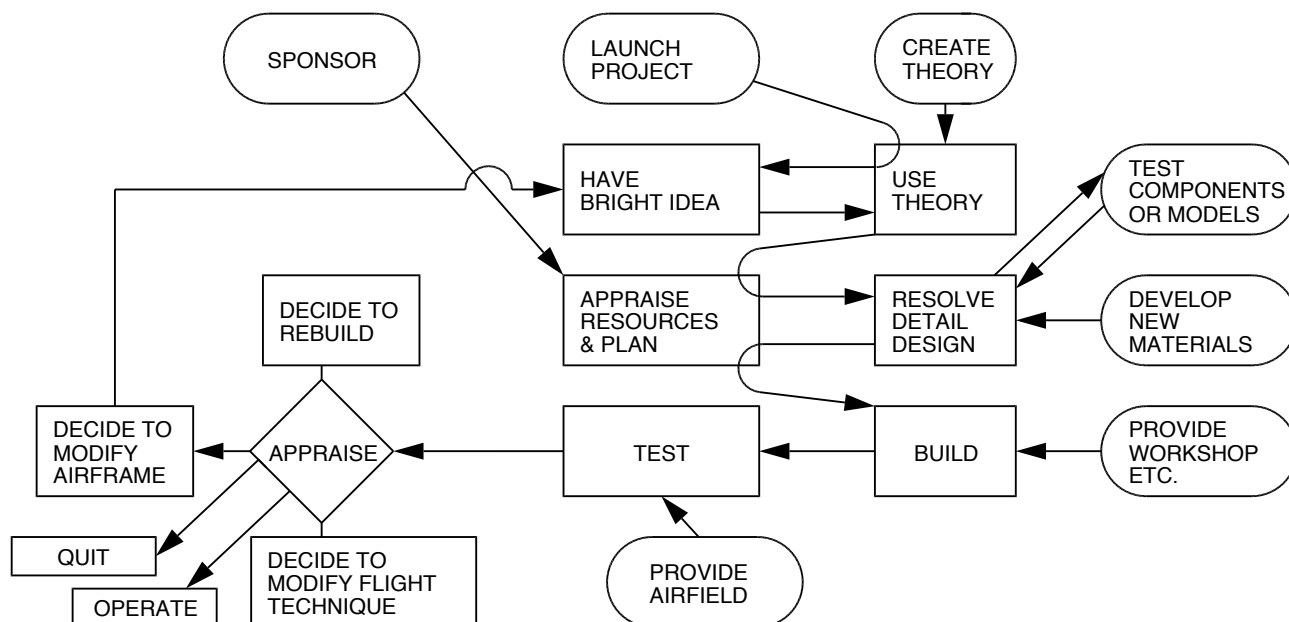 SPONSOR
LAUNCH
PROJECT
CREATE
THEORY
HAVE
BRIGHT IDEA
USE
THEORY
TEST
COMPONENTS
OR MODELS
DECIDE TO
REBUILD
APPRAISE
RESOURCES
& PLAN
RESOLVE
DETAIL
DESIGN
DEVELOP
NEW
MATERIALS
DECIDE TO
MODIFY
AIRFRAME
APPRAISE
TEST
BUILD
PROVIDE
WORKSHOP
ETC.
QUIT
OPERATE
DECIDE TO
MODIFY FLIGHT
TECHNIQUE
PROVIDE
AIRFIELD